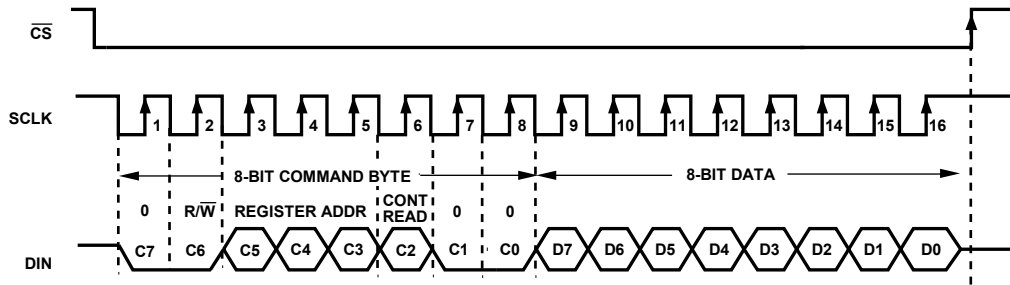 CS
SCLK
1 2 3 4 5 6 7 8 9 10 11 12 13 14 15 16
8-BIT COMMAND BYTE 8-BIT DATA
0 R/W REGISTER ADDR CONT READ 0 0
DIN C7 C6 C5 C4 C3 C2 C1 C0 D7 D6 D5 D4 D3 D2 D1 D0